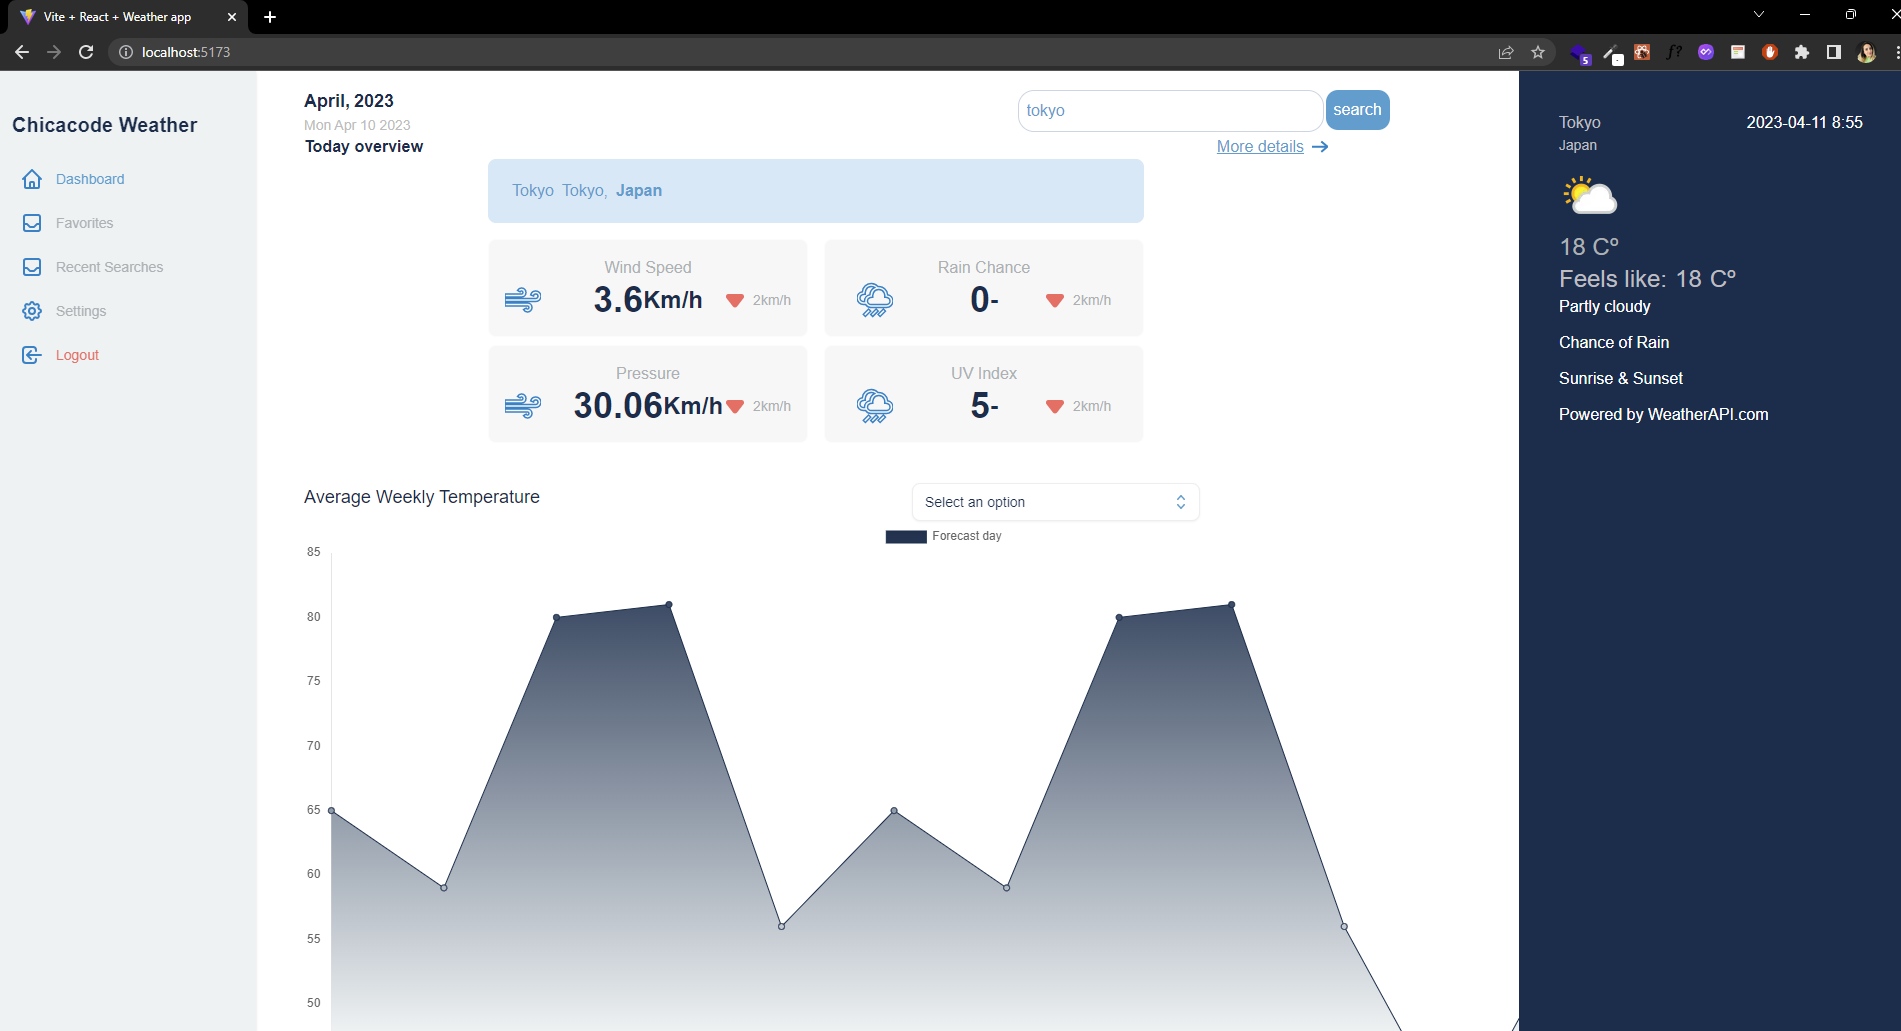 Vite + React + Weather app
localhost:5173
f?
5
Chicacode Weather
Dashboard
Favorites
Recent Searches
Settings
Logout
April, 2023
Mon Apr 10 2023
Today overview
tokyo
search
More details
Tokyo Tokyo, Japan
Wind Speed
3.6Km/h
2km/h
Rain Chance
0-
2km/h
Pressure
30.06Km/h
2km/h
UV Index
5-
2km/h
Average Weekly Temperature
Select an option
Forecast day
85
80
75
70
65
60
55
50
Tokyo
2023-04-11 8:55
Japan
18 Cº
Feels like: 18 Cº
Partly cloudy
Chance of Rain
Sunrise & Sunset
Powered by WeatherAPI.com